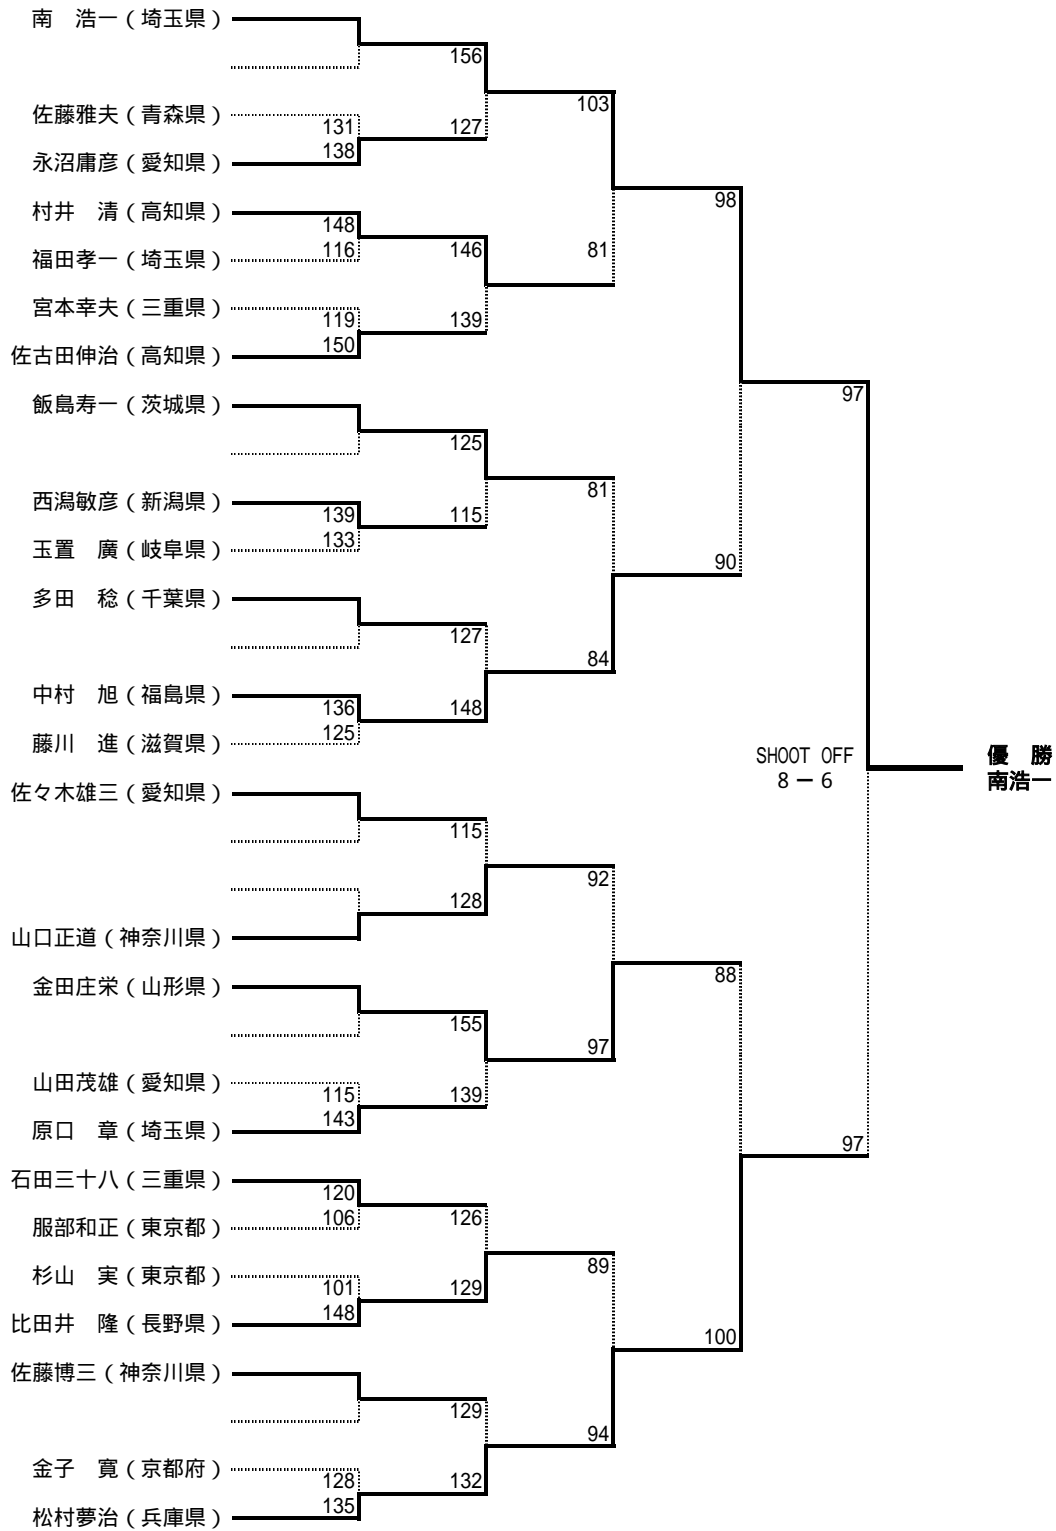 南　浩一（埼玉県）
156
103
佐藤雅夫（青森県）
131
127
138
永沼庸彦（愛知県）
98
村井　清（高知県）
148
116
146
81
福田孝一（埼玉県）
宮本幸夫（三重県）
119
139
150
佐古田伸治（高知県）
97
飯島寿一（茨城県）
125
81
西潟敏彦（新潟県）
139
115
133
玉置　廣（岐阜県）
90
多田　稔（千葉県）
127
84
中村　旭（福島県）
136
148
125
藤川　進（滋賀県）
SHOOT OFF
8－6
優　勝
南浩一
佐々木雄三（愛知県）
115
92
128
山口正道（神奈川県）
88
金田庄栄（山形県）
155
97
山田茂雄（愛知県）
115
139
143
原口　章（埼玉県）
97
石田三十八（三重県）
120
106
126
服部和正（東京都）
89
杉山　実（東京都）
101
129
148
比田井　隆（長野県）
100
佐藤博三（神奈川県）
129
94
金子　寛（京都府）
128
132
135
松村夢治（兵庫県）